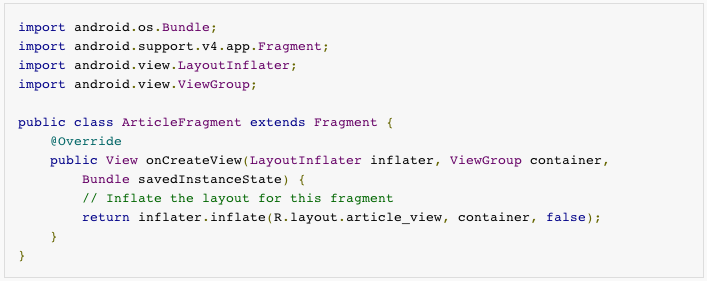 import android.os.Bundle;
import android.support.v4.app.Fragment;
import android.view.LayoutInflater;
import android.view.ViewGroup;

public class ArticleFragment extends Fragment {
    @Override
    public View onCreateView(LayoutInflater inflater, ViewGroup container,
        Bundle savedInstanceState) {
        // Inflate the layout for this fragment
        return inflater.inflate(R.layout.article_view, container, false);
    }
}